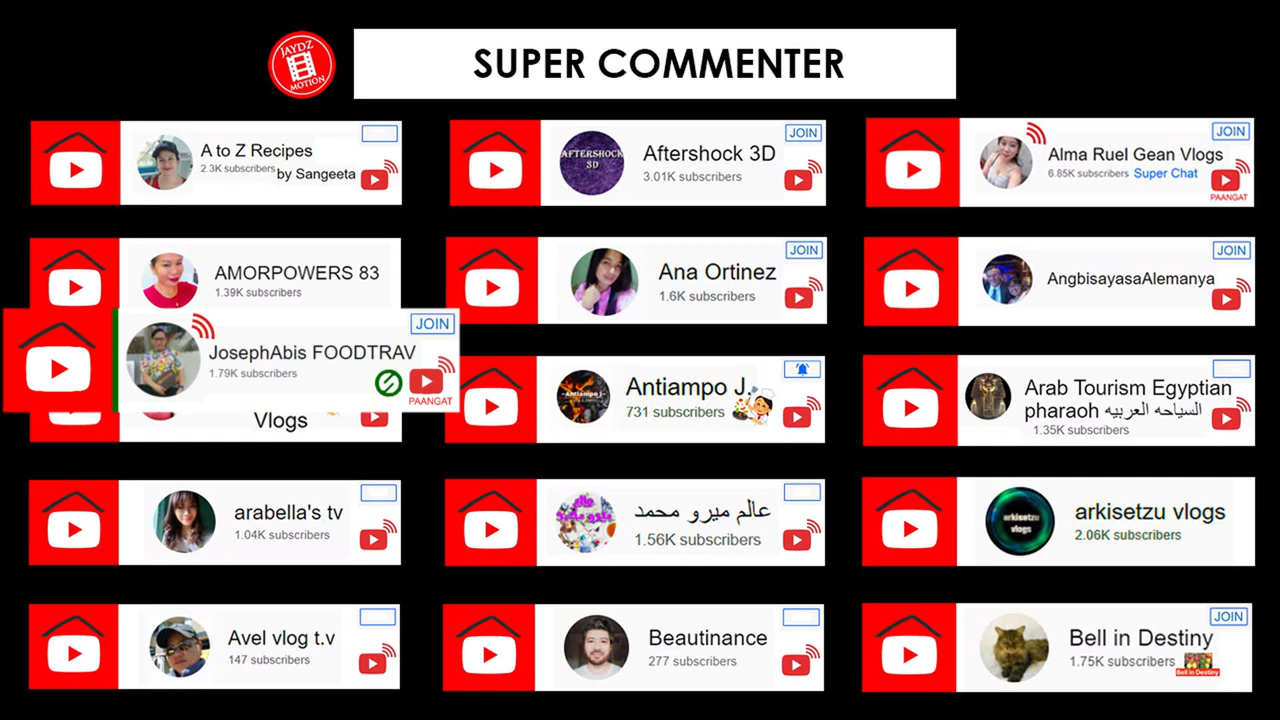 JAYDZ
MOTION
SUPER COMMENTER
A to Z Recipes
2.3K subscribers
by Sangeeta
AFTERSHOCK
3D
Aftershock 3D
3.01K subscribers
JOIN
Alma Ruel Gean Vlogs
6.85K subscribers Super Chat
JOIN
PAANGAT
AMORPOWERS 83
1.39K subscribers
Ana Ortinez
1.6K subscribers
JOIN
AngbisayasaAlemanya
JOIN
JosephAbis FOODTRAV
1.79K subscribers
JOIN
PAANGAT
Vlogs
-Antiampo J-
Antiampo J.
731 subscribers
Arab Tourism Egyptian
pharaoh السياحه العربيه
1.35K subscribers
arabella's tv
1.04K subscribers
عالم
ميرو محمد
عالم ميرو محمد
1.56K subscribers
arkisetzu
vlogs
arkisetzu vlogs
2.06K subscribers
Avel vlog t.v
147 subscribers
Beautinance
277 subscribers
Bell in Destiny
1.75K subscribers
JOIN
Bell in Destiny